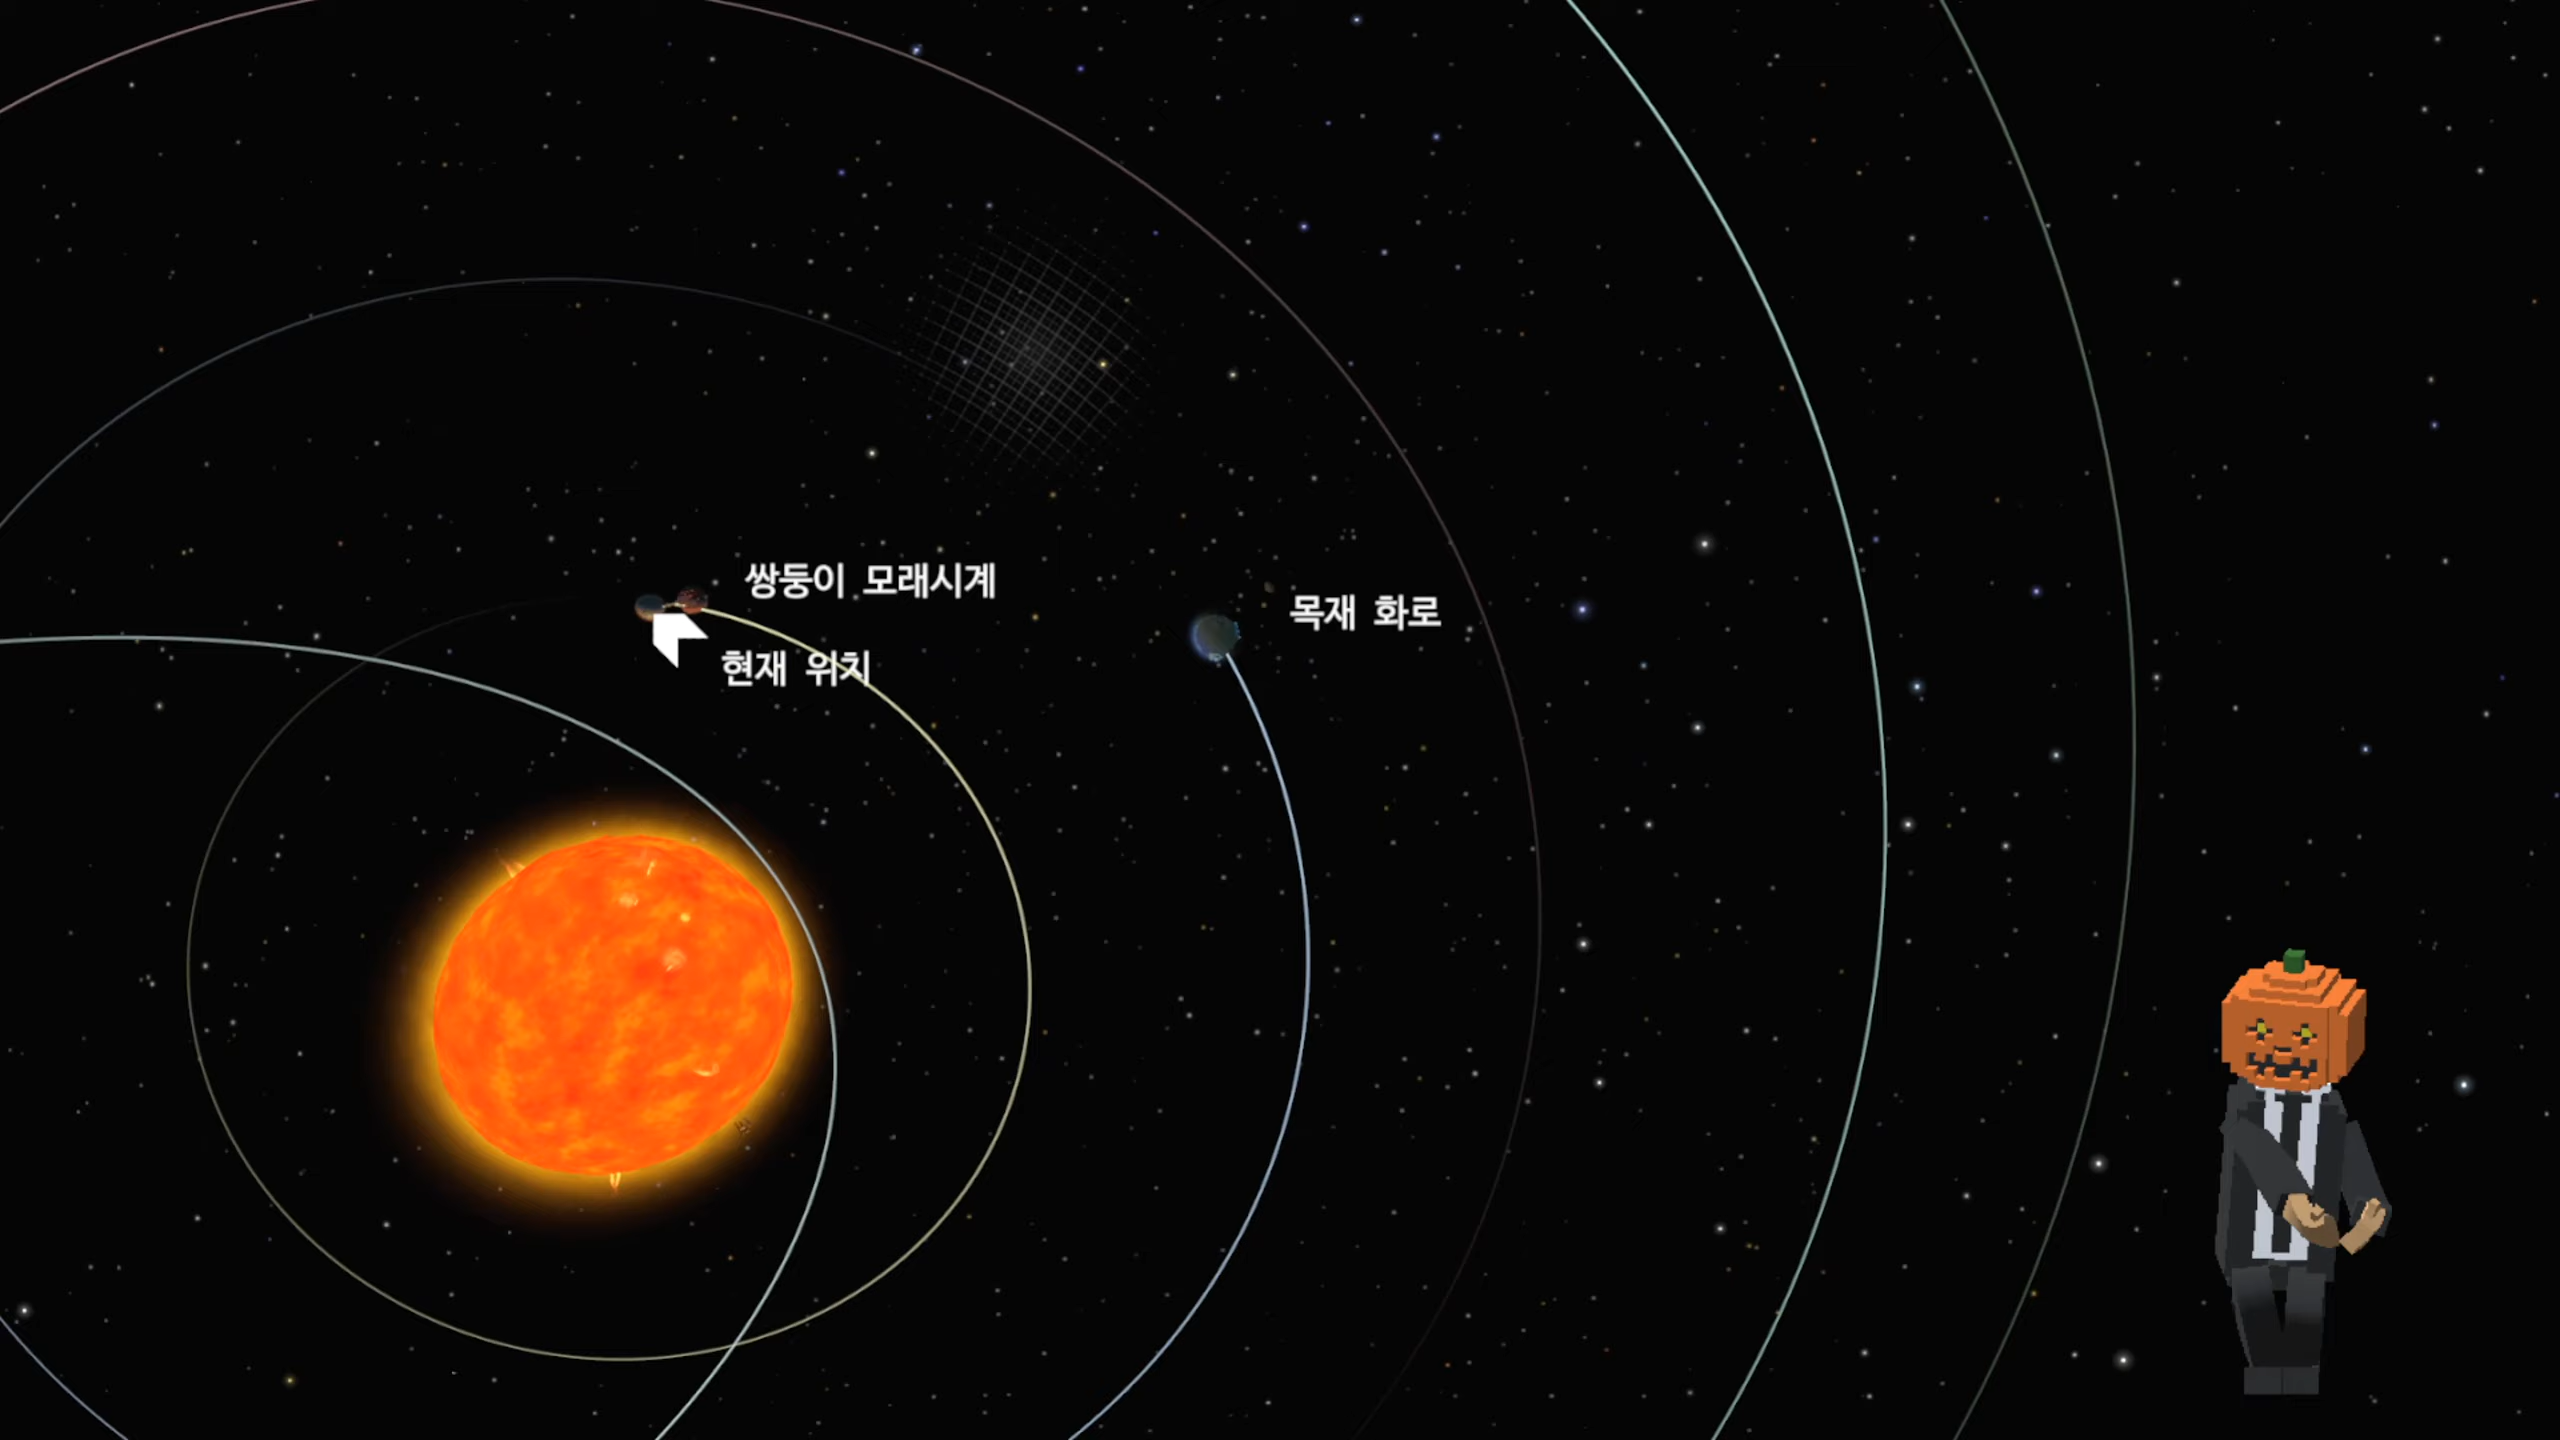 쌍둥이 모래시계
목재 화로
현재 위치